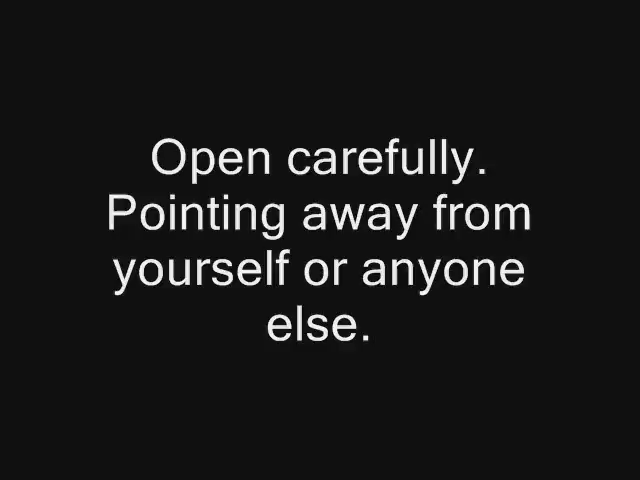 Open carefully.
Pointing away from
yourself or anyone
else.